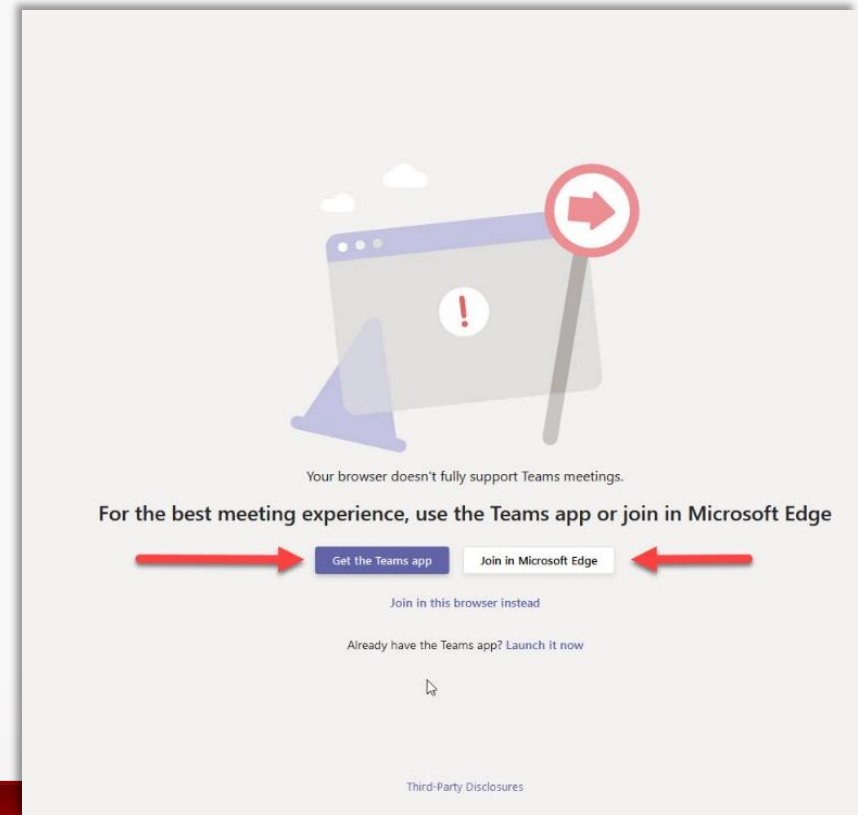 Your browser doesn't fully support Teams meetings.
For the best meeting experience, use the Teams app or join in Microsoft Edge
Get the Teams app
Join in Microsoft Edge
Join in this browser instead
Already have the Teams app? Launch it now
Third-Party Disclosures